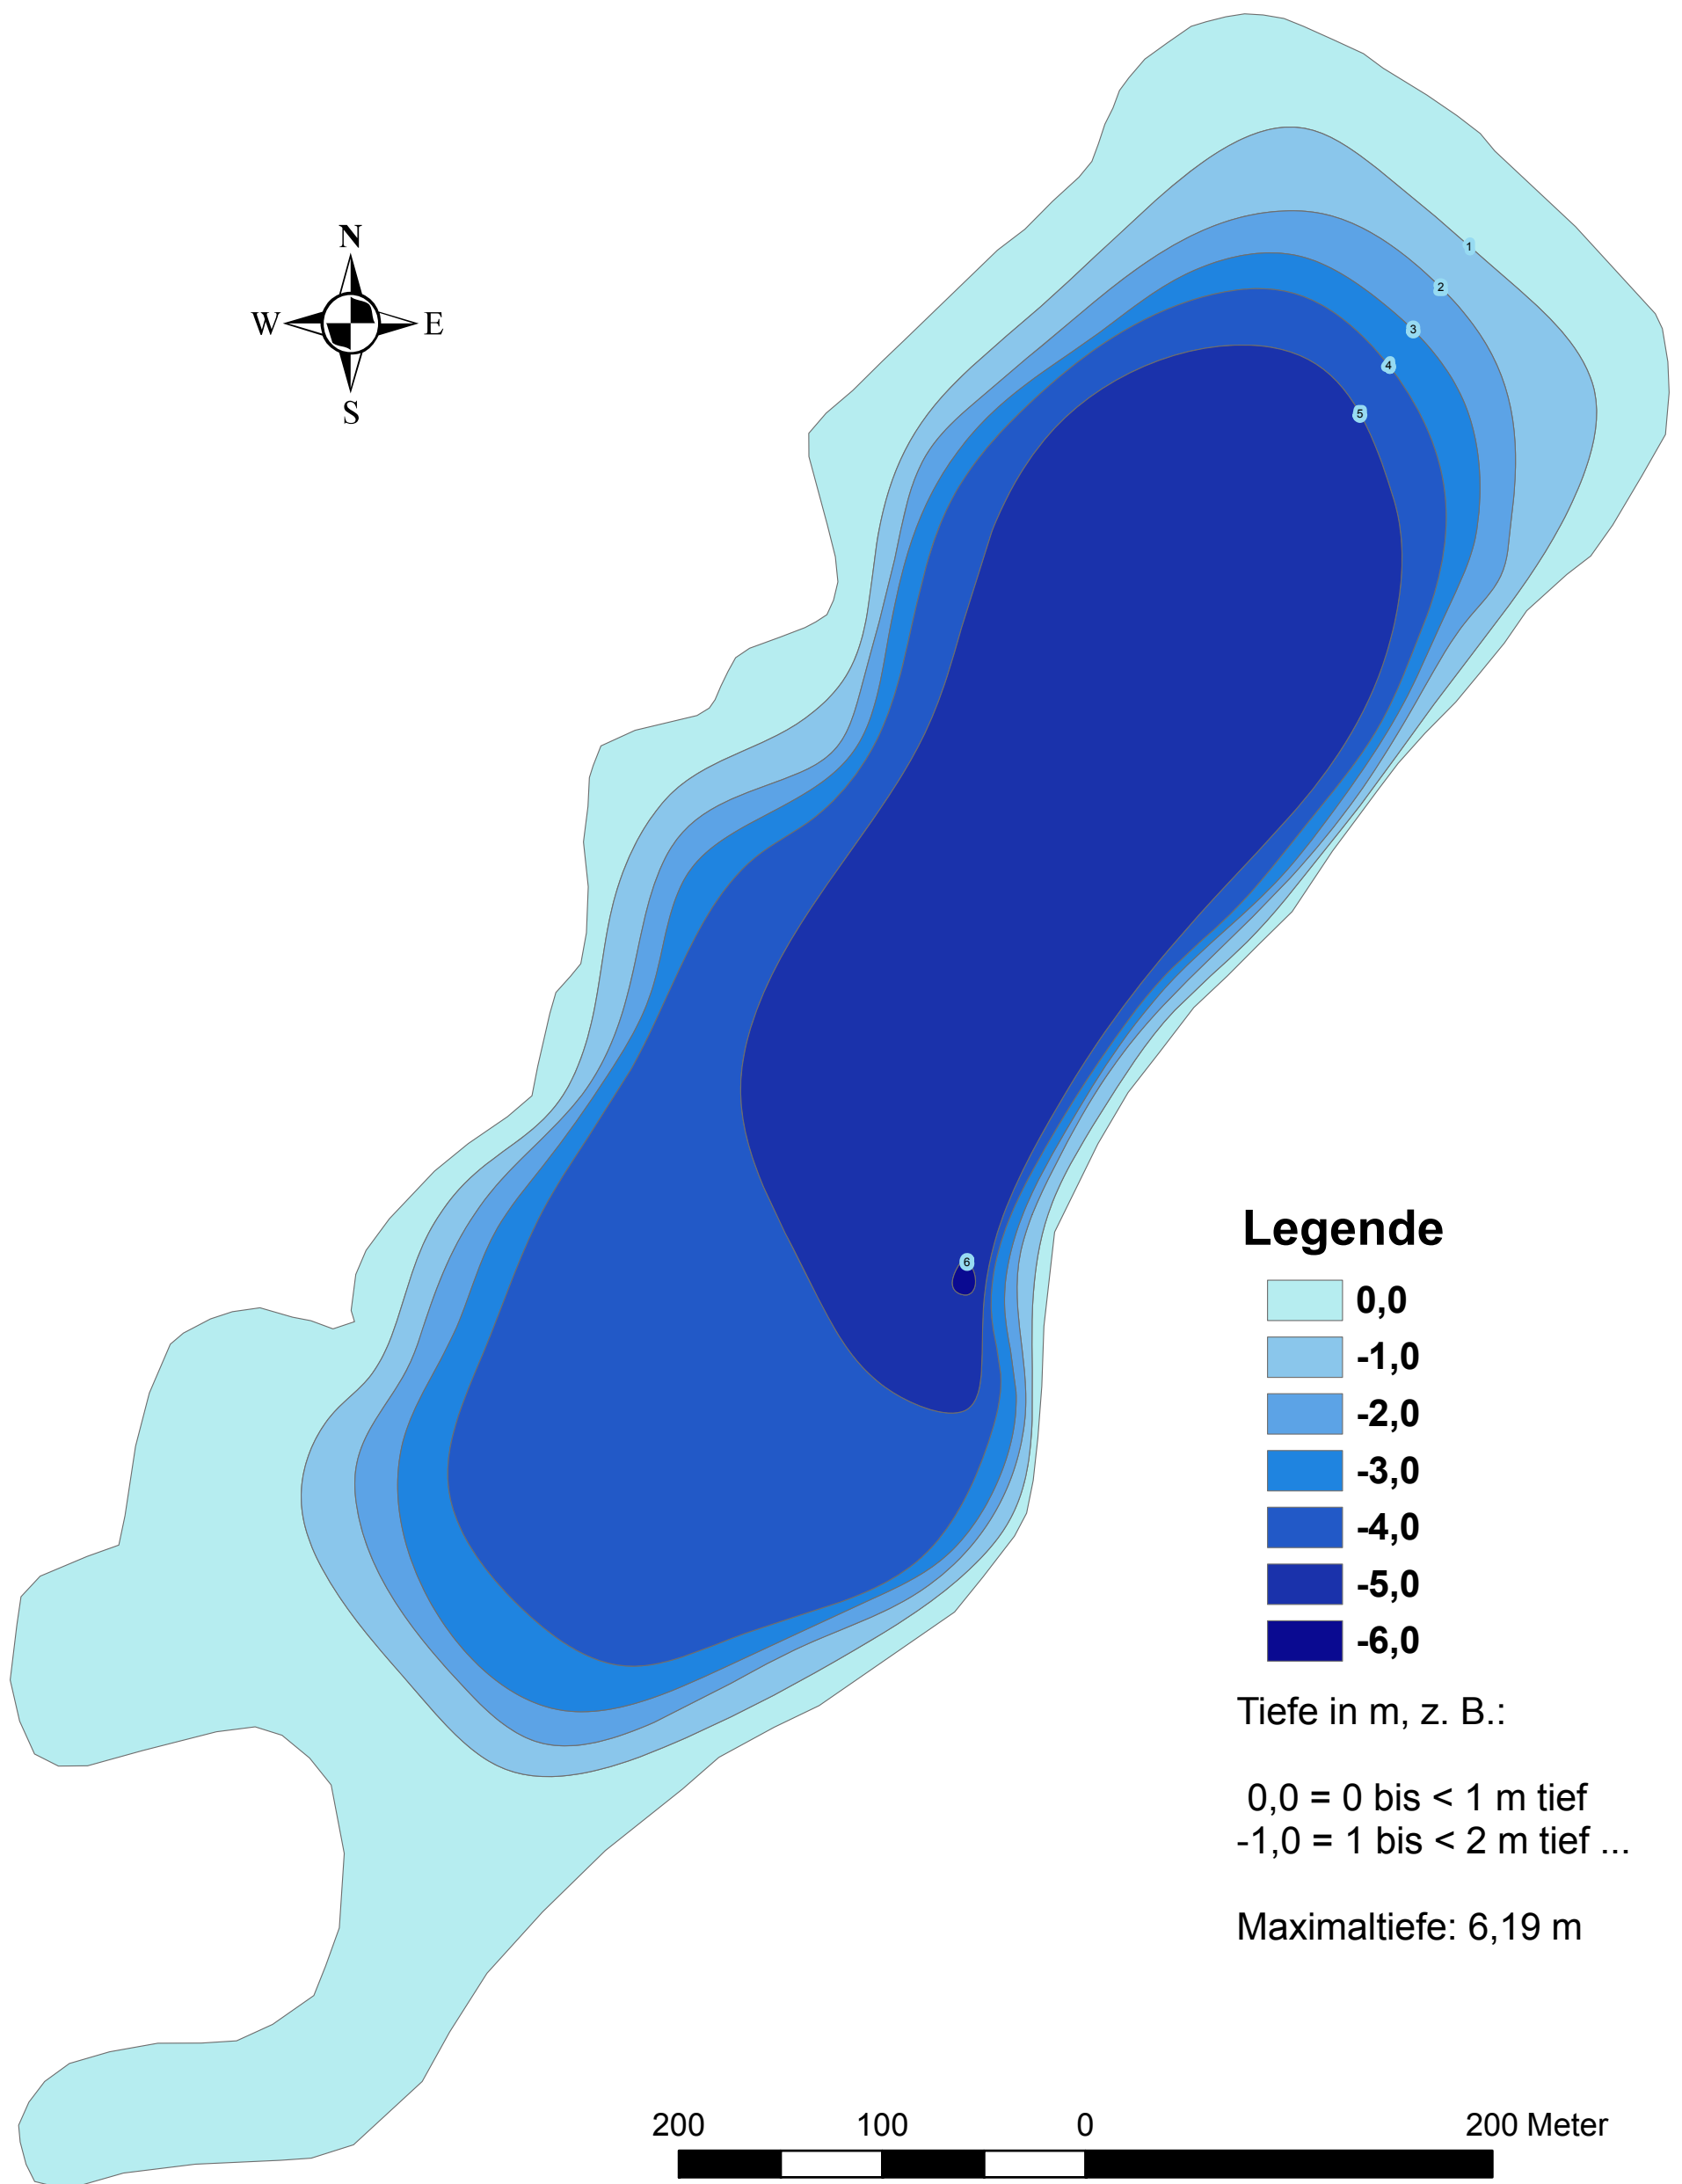 N
W E
S
1
2
3
4
5
6
Legende
0,0
-1,0
-2,0
-3,0
-4,0
-5,0
-6,0
Tiefe in m, z. B.:
0,0 = 0 bis < 1 m tief
-1,0 = 1 bis < 2 m tief ...
Maximaltiefe: 6,19 m
200 100 0 200 Meter